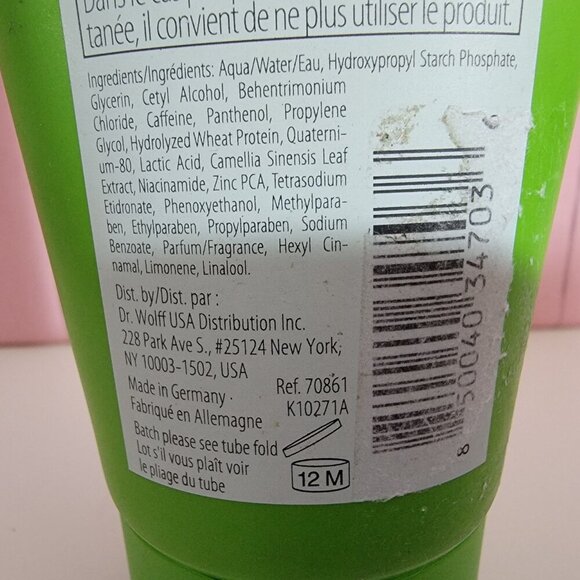 Dans le cas
tanée, il convient de ne plus utiliser le produit.
Ingredients/Ingrédients: Aqua/Water/Eau, Hydroxypropyl Starch Phosphate,
Glycerin, Cetyl Alcohol, Behentrimonium
Chloride, Caffeine, Panthenol, Propylene
Glycol, Hydrolyzed Wheat Protein, Quaterni-
um-80, Lactic Acid, Camellia Sinensis Leaf
Extract, Niacinamide, Zinc PCA, Tetrasodium
Etidronate, Phenoxyethanol, Methylpara-
ben, Ethylparaben, Propylparaben, Sodium
Benzoate, Parfum/Fragrance, Hexyl Cin-
namal, Limonene, Linalool.
Dist. by/Dist. par :
Dr. Wolff USA Distribution Inc.
228 Park Ave S., #25124 New York;
NY 10003-1502, USA
Made in Germany ·
Fabriqué en Allemagne
Ref. 70861
K10271A
Batch please see tube fold
Lot s'il vous plaît voir
le pliage du tube
12 M
8 50040 34703 6